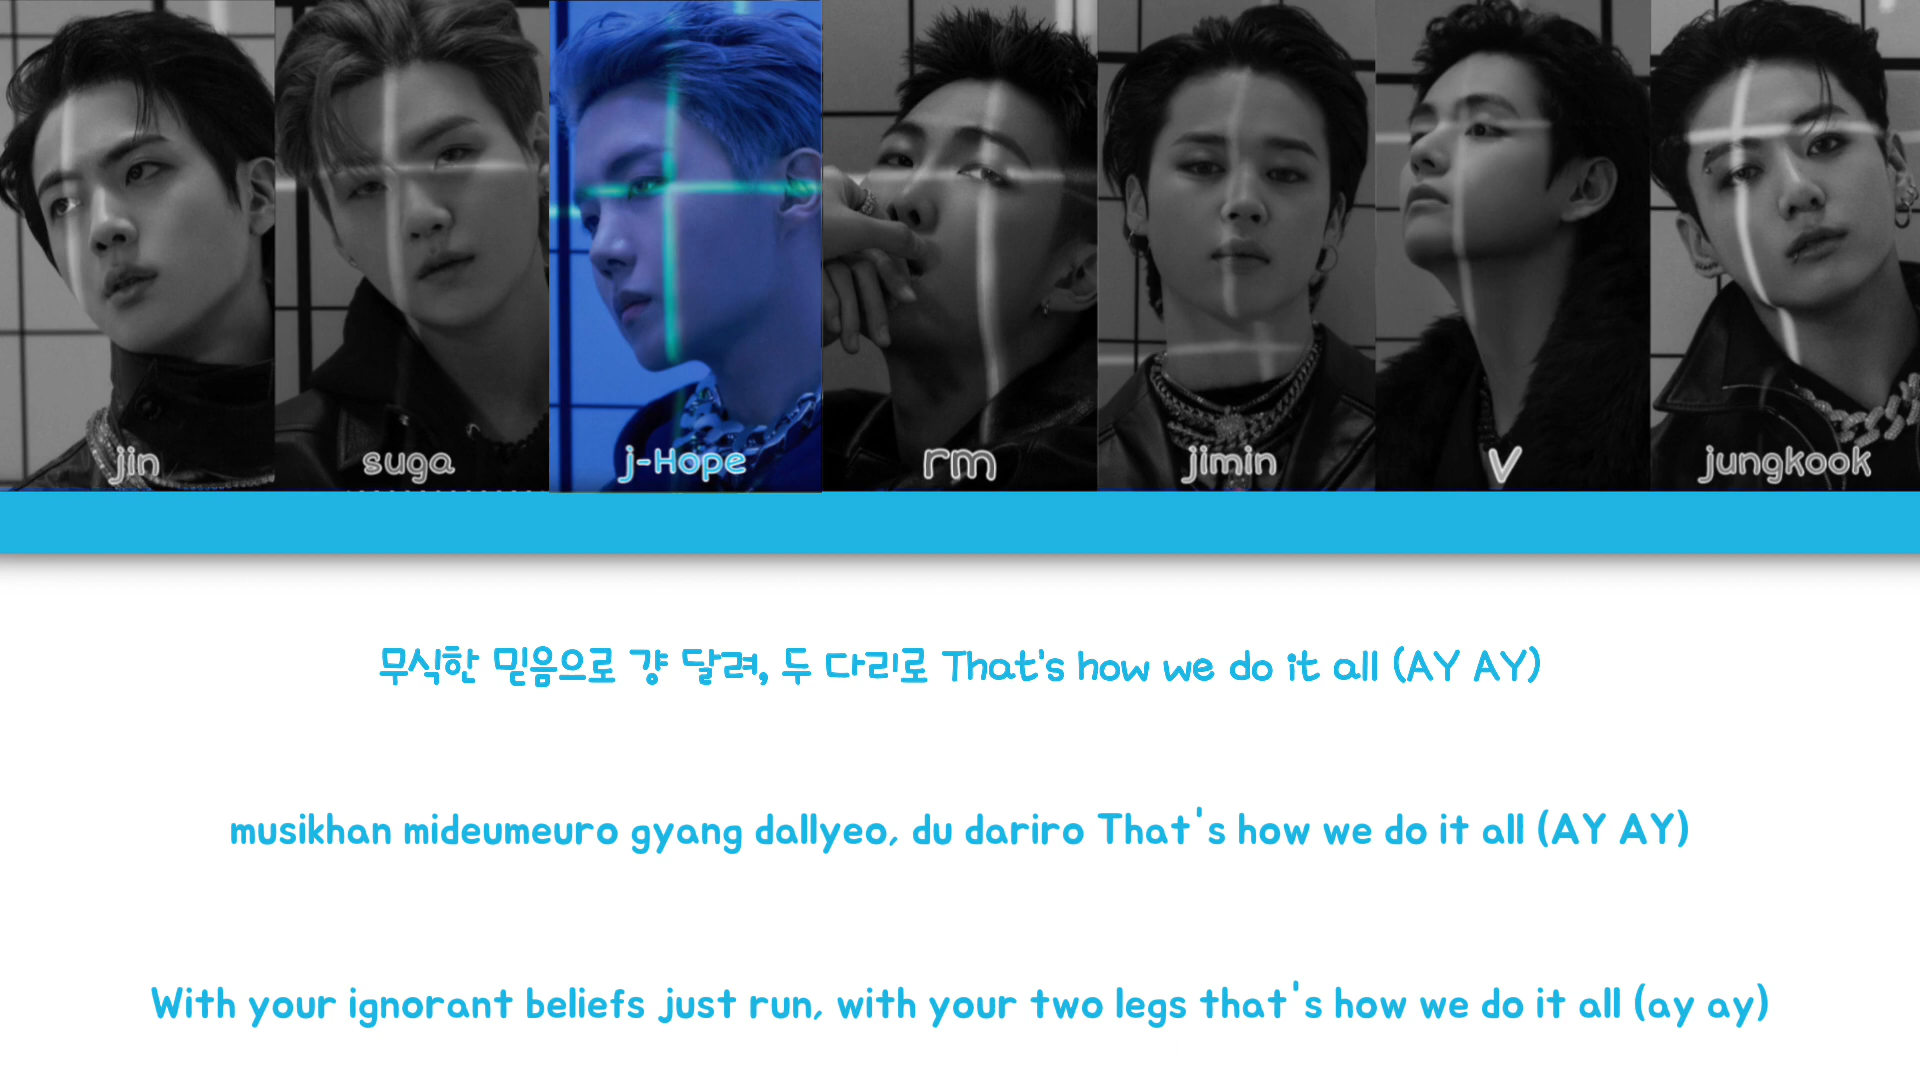 jin suga j-Hope rm jimin V jungkook
무식한 믿음으로 걍 달려, 두 다리로 That's how we do it all (AY AY)
musikhan mideumeuro gyang dallyeo, du dariro That's how we do it all (AY AY)
With your ignorant beliefs just run, with your two legs that's how we do it all (ay ay)